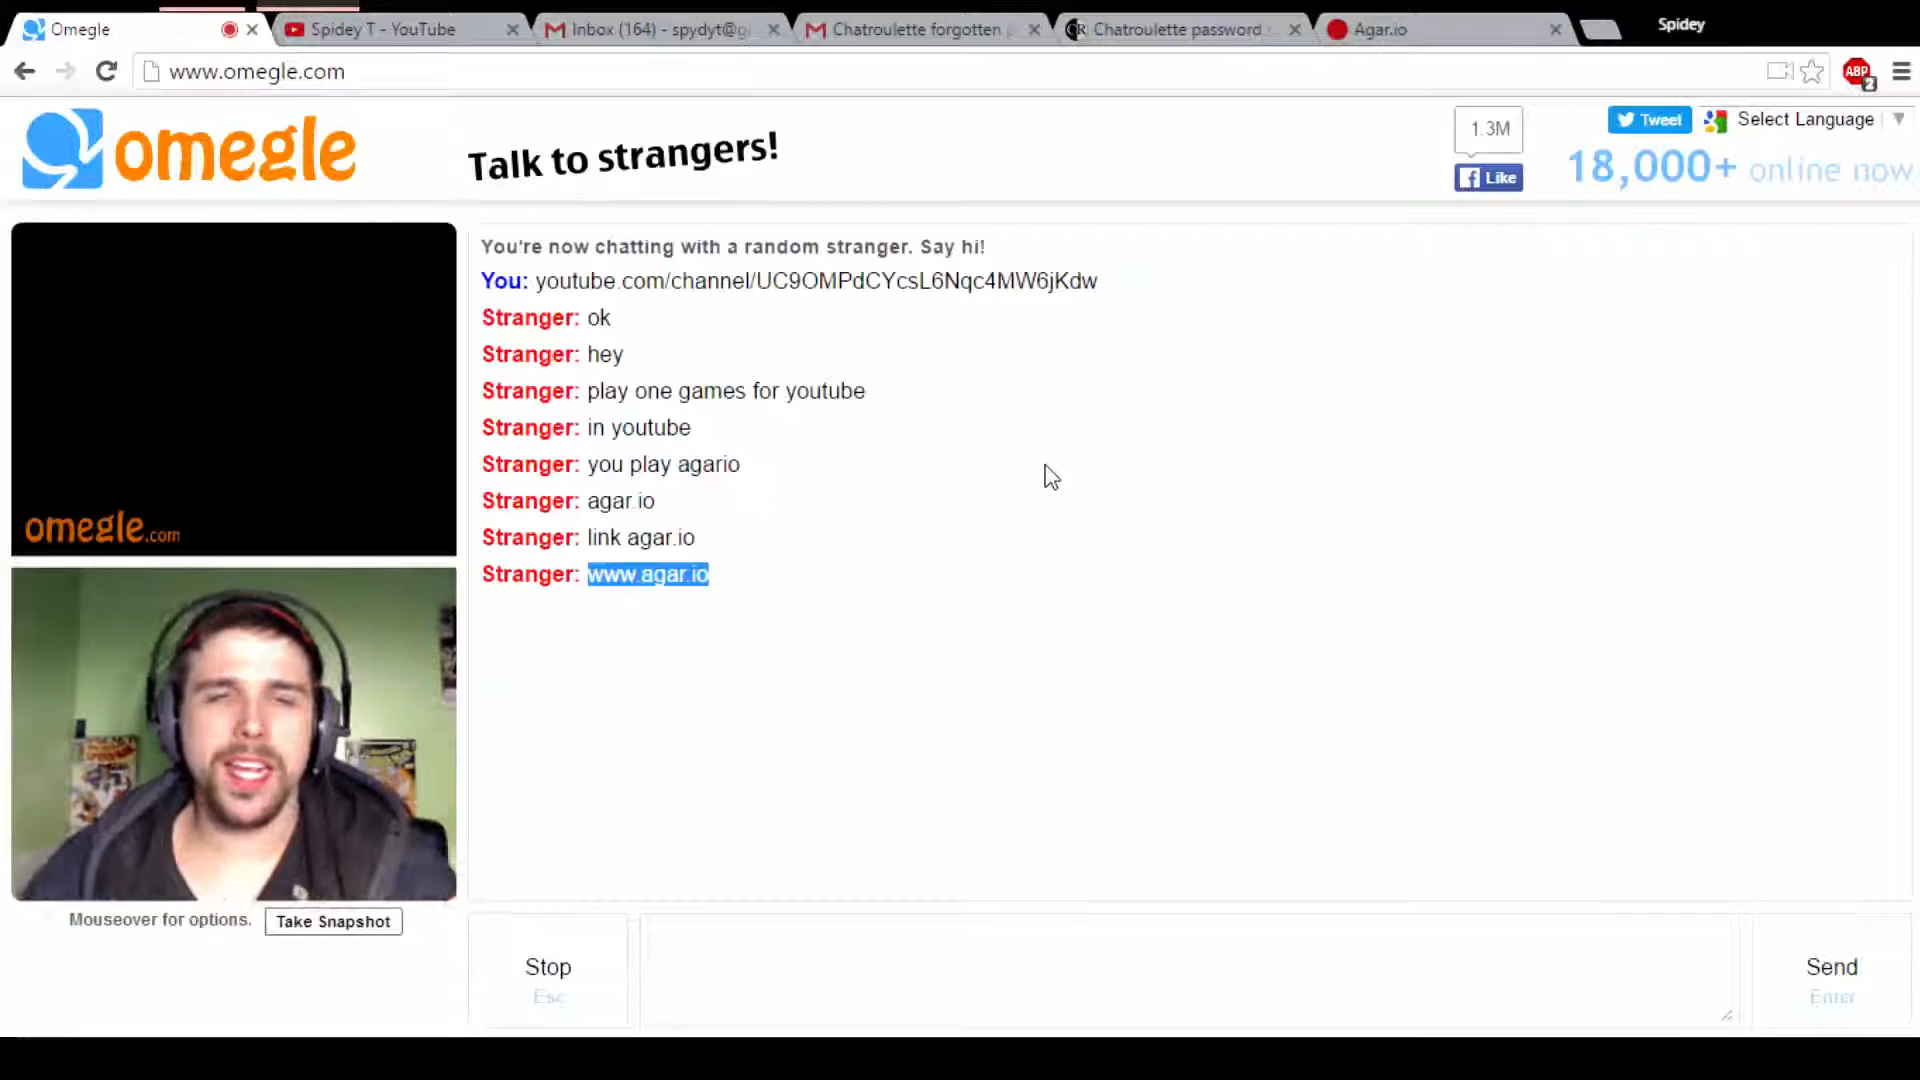 Omegle
Spidey T - YouTube
Inbox (164) - spydyt@g
Chatroulette forgotten p
Chatroulette password
Agar.io
Spidey
www.omegle.com
ABP
2
omegle
Talk to strangers!
1.3M
Like
Tweet
Select Language
18,000+ online now
omegle.com
You're now chatting with a random stranger. Say hi!
You: youtube.com/channel/UC9OMPdCYcsL6Nqc4MW6jKdw
Stranger: ok
Stranger: hey
Stranger: play one games for youtube
Stranger: in youtube
Stranger: you play agario
Stranger: agar.io
Stranger: link agar.io
Stranger: www.agar.io
Mouseover for options.
Take Snapshot
Stop
Esc
Send
Enter